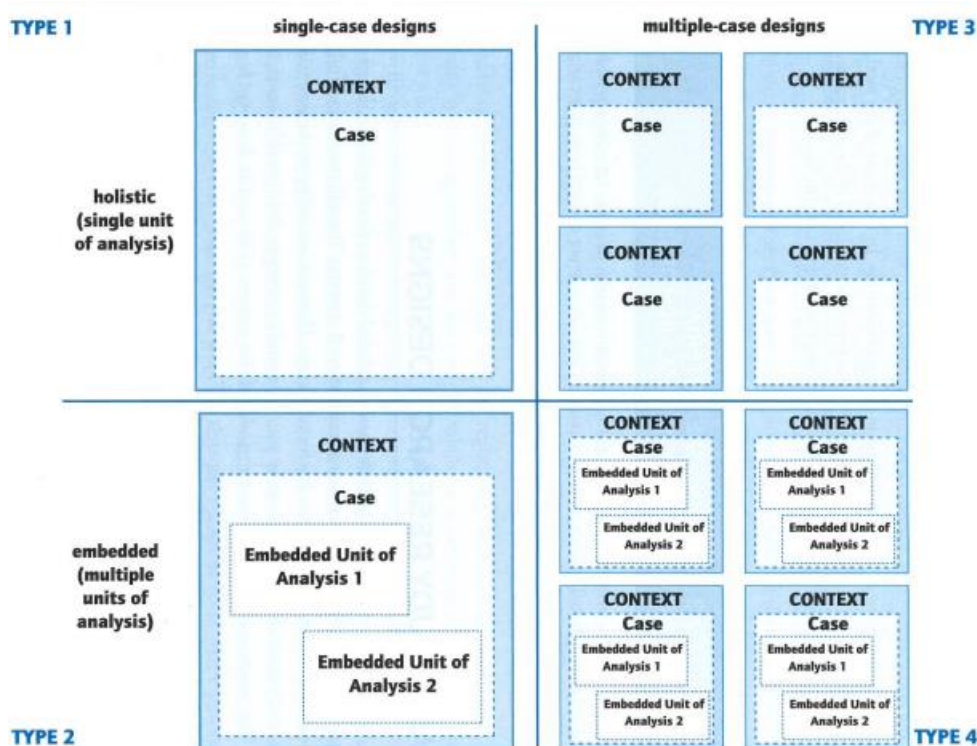 TYPE 1
single-case designs
multiple-case designs
TYPE 3
CONTEXT
Case
holistic
(single unit
of analysis)
CONTEXT
Case
CONTEXT
Case
CONTEXT
Case
CONTEXT
Case
embedded
(multiple
units of
analysis)
CONTEXT
Case
Embedded Unit of
Analysis 1
Embedded Unit of
Analysis 2
CONTEXT
Case
Embedded Unit of
Analysis 1
Embedded Unit of
Analysis 2
CONTEXT
Case
Embedded Unit of
Analysis 1
Embedded Unit of
Analysis 2
CONTEXT
Case
Embedded Unit of
Analysis 1
Embedded Unit of
Analysis 2
CONTEXT
Case
Embedded Unit of
Analysis 1
Embedded Unit of
Analysis 2
TYPE 2
TYPE 4